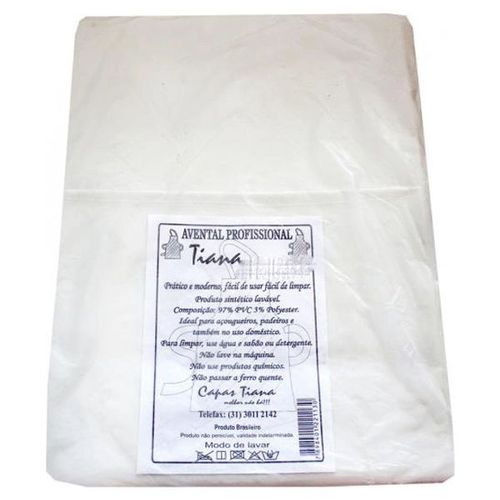 AVENTAL PROFISSIONAL
Tiana
Prático e moderno, fácil de usar fácil de limpar.
Produto sintético lavável.
Composição: 97% PVC 3% Polyester.
Ideal para açougueiros, padeiros e
também no uso doméstico.
Para limpar, use água e sabão ou detergente.
Não lave na máquina.
Não use produtos químicos.
Não passar a ferro quente.
Capas Tiana
melhor não há!!!
Telefax: (31) 3011 2142
Produto Brasileiro
Produto não perecível, validade indeterminada.
Modo de lavar